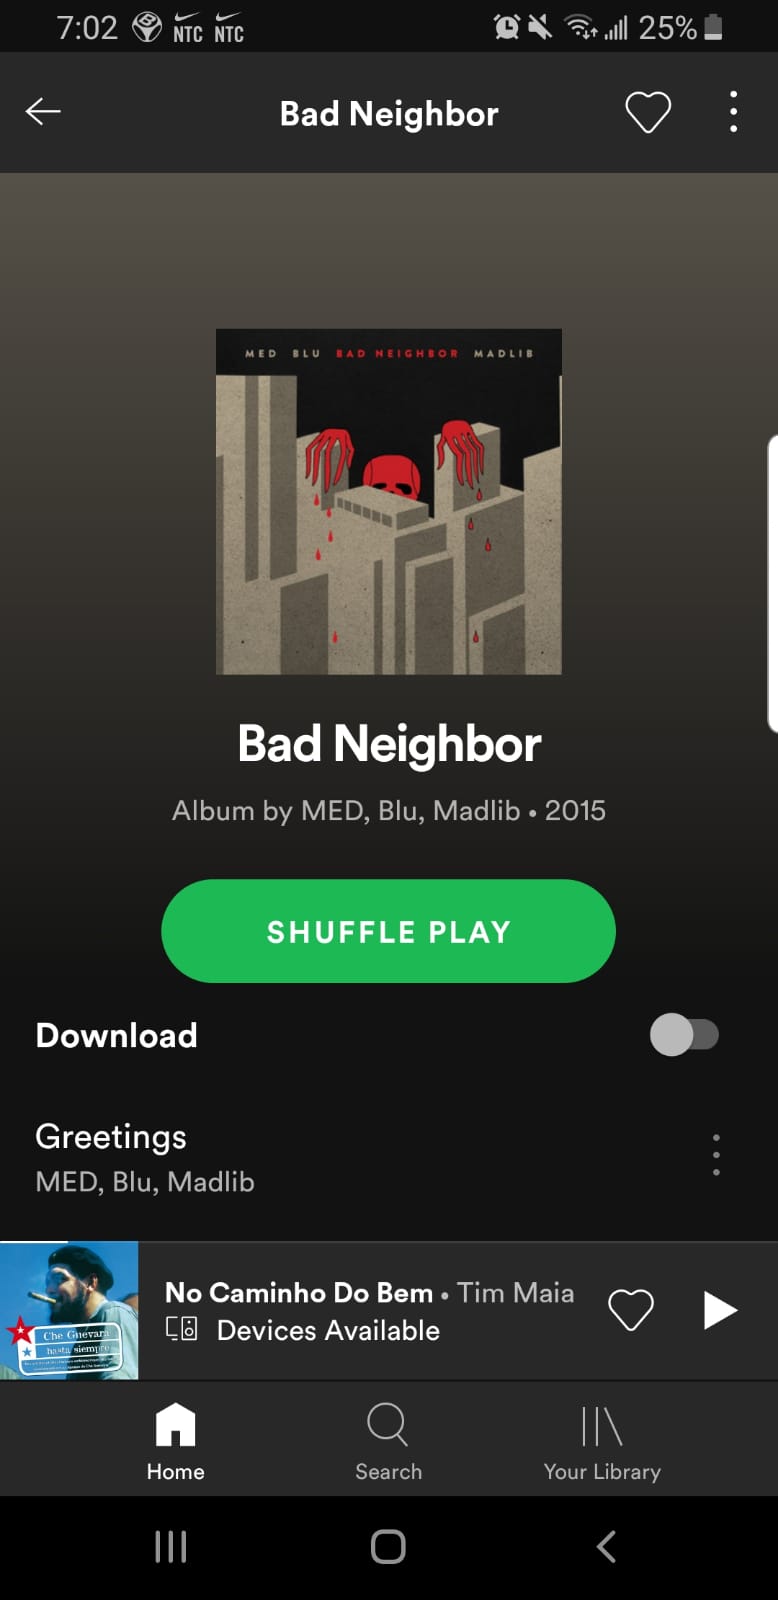 7:02 NTC NTC 25%
Bad Neighbor
MED BLU BAD NEIGHBOR MADLIB
Bad Neighbor
Album by MED, Blu, Madlib • 2015
SHUFFLE PLAY
Download
Greetings
MED, Blu, Madlib
No Caminho Do Bem • Tim Maia
Devices Available
Che Guevara
hasta siempre
Home Search Your Library